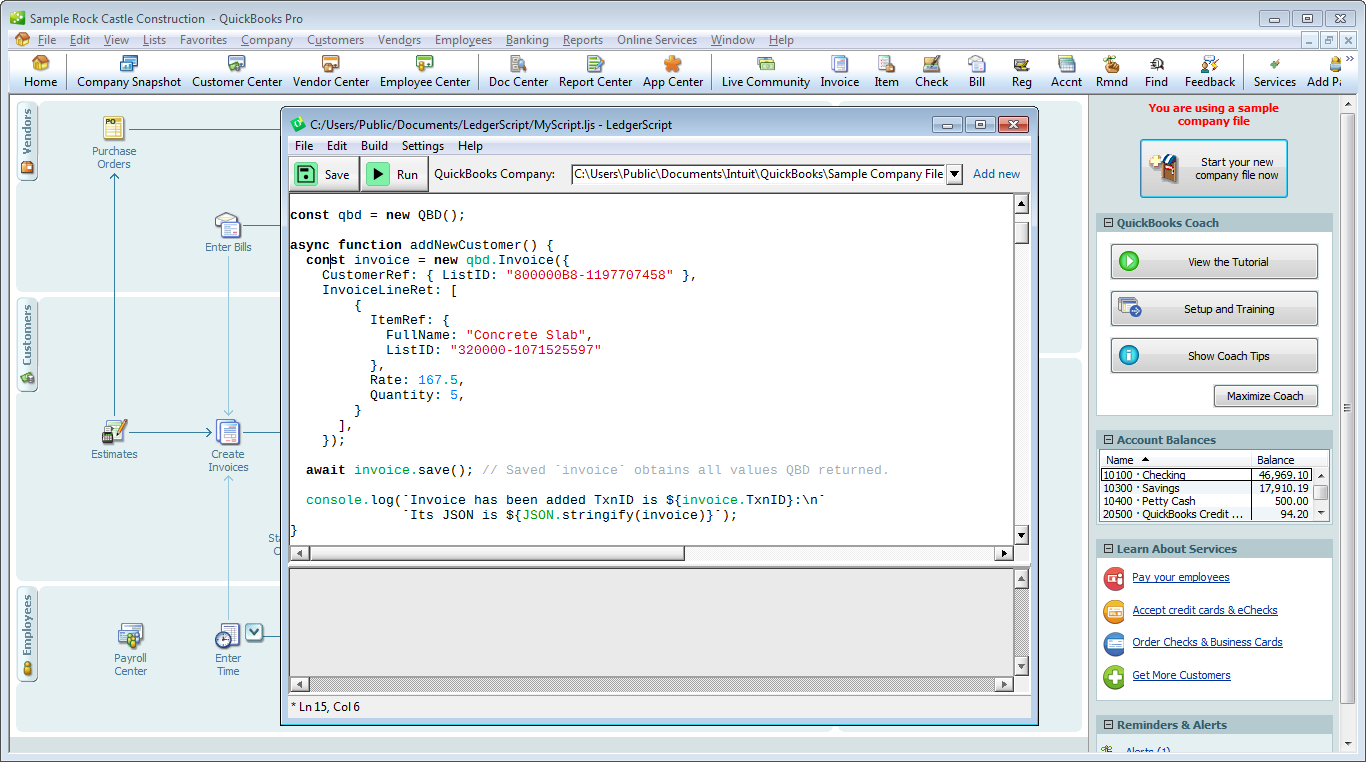 Sample Rock Castle Construction - QuickBooks Pro
File Edit View Lists Favorites Company Customers Vendors Employees Banking Reports Online Services Window Help
Home Company Snapshot Customer Center Vendor Center Employee Center Doc Center Report Center App Center Live Community Invoice Item Check Bill Reg Accnt Rmnd Find Feedback Services Add Pa
Vendors
PO
Purchase
Orders
Enter Bills
Customers
Estimates
Create
Invoices
Employees
Payroll
Center
Enter
Time
C:/Users/Public/Documents/LedgerScript/MyScript.ljs - LedgerScript
File Edit Build Settings Help
Save Run QuickBooks Company: C:\Users\Public\Documents\Intuit\QuickBooks\Sample Company File Add new
const qbd = new QBD();
async function addNewCustomer() {
const invoice = new qbd.Invoice({
CustomerRef: { ListID: "800000B8-1197707458" },
InvoiceLineRet: [
{
ItemRef: {
FullName: "Concrete Slab",
ListID: "320000-1071525597"
},
Rate: 167.5,
Quantity: 5,
}
],
});
await invoice.save(); // Saved `invoice` obtains all values QBD returned.
console.log(`Invoice has been added TxnID is ${invoice.TxnID}:\n`
`Its JSON is ${JSON.stringify(invoice)}`);
}
* Ln 15, Col 6
You are using a sample
company file
Start your new
company file now
QuickBooks Coach
View the Tutorial
Setup and Training
Show Coach Tips
Maximize Coach
Account Balances
Name Balance
10100 · Checking 46,969.10
10300 · Savings 17,910.19
10400 · Petty Cash 500.00
20500 · QuickBooks Credit ... 94.20
Learn About Services
Pay your employees
Accept credit cards & eChecks
Order Checks & Business Cards
Get More Customers
Reminders & Alerts
Alerts (1)